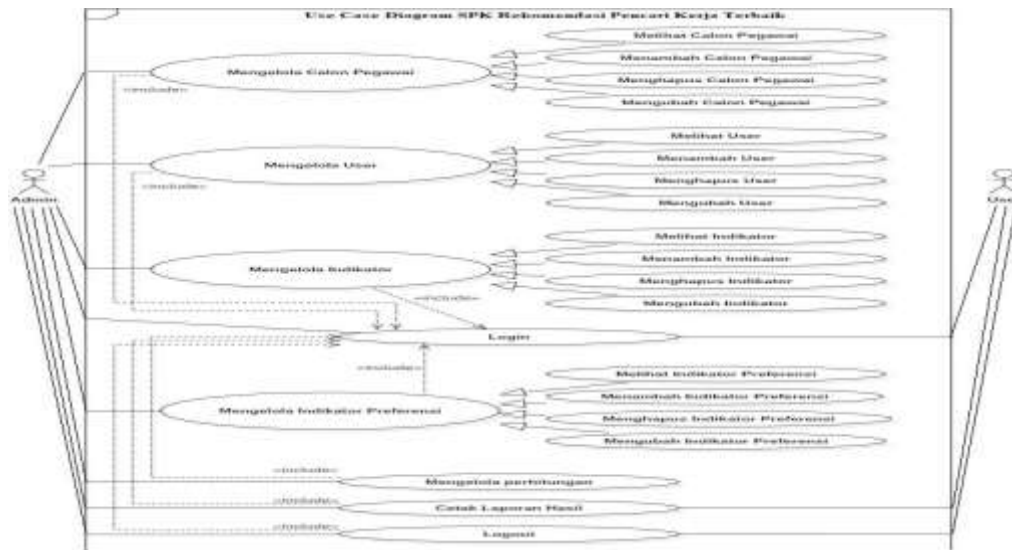 Use Case Diagram SPK Rekomendasi Pencari Kerja Terbaik
Melihat Calon Pegawai
Menambah Calon Pegawai
Mengelola Calon Pegawai
Menghapus Calon Pegawai
<<include>>
Mengubah Calon Pegawai
Melihat User
Menambah User
Mengelola User
Menghapus User
<<include>>
Mengubah User
Admin
User
Melihat Indikator
Menambah Indikator
Mengelola Indikator
Menghapus Indikator
<<include>>
Mengubah Indikator
Login
<<include>>
Melihat Indikator Preferensi
Menambah Indikator Preferensi
Mengelola Indikator Preferensi
Menghapus Indikator Preferensi
Mengubah Indikator Preferensi
<<include>>
Mengelola perhitungan
<<include>>
Cetak Laporan Hasil
<<include>>
Logout